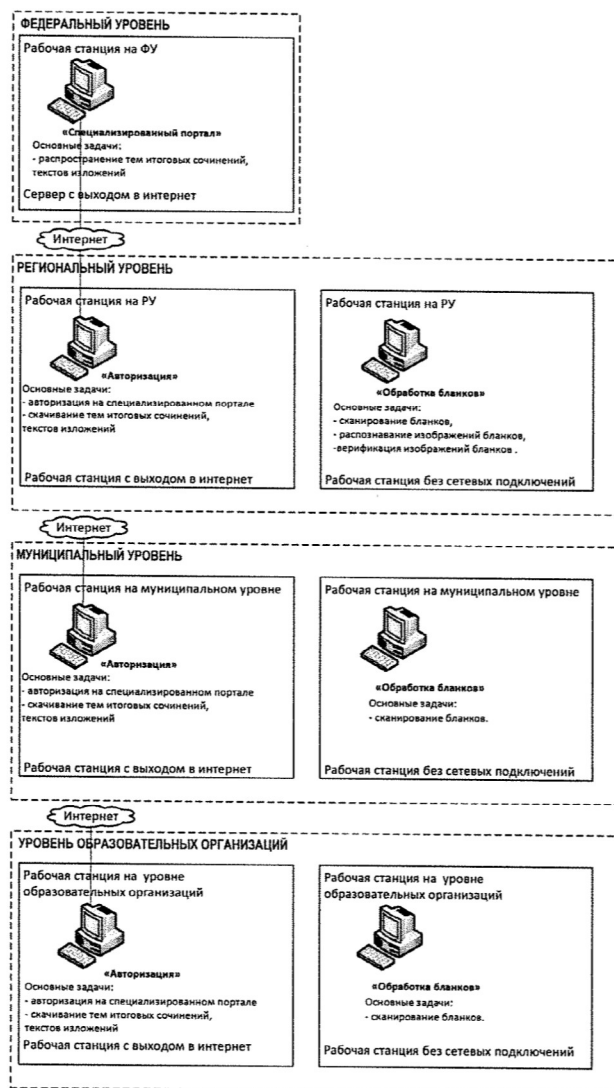 ФЕДЕРАЛЬНЫЙ УРОВЕНЬ
Рабочая станция на ФУ
«Специализированный портал»
Основные задачи:
- распространение тем итоговых сочинений,
текстов изложений
Сервер с выходом в интернет
Интернет
РЕГИОНАЛЬНЫЙ УРОВЕНЬ
Рабочая станция на РУ
«Авторизация»
Основные задачи:
- авторизация на специализированном портале
- скачивание тем итоговых сочинений,
текстов изложений
Рабочая станция с выходом в интернет
Рабочая станция на РУ
«Обработка бланков»
Основные задачи:
- сканирование бланков,
- распознавание изображений бланков,
-верификация изображений бланков .
Рабочая станция без сетевых подключений
Интернет
МУНИЦИПАЛЬНЫЙ УРОВЕНЬ
Рабочая станция на муниципальном уровне
«Авторизация»
Основные задачи:
- авторизация на специализированном портале
- скачивание тем итоговых сочинений,
текстов изложений
Рабочая станция с выходом в интернет
Рабочая станция на муниципальном уровне
«Обработка бланков»
Основные задачи:
- сканирование бланков.
Рабочая станция без сетевых подключений
Интернет
УРОВЕНЬ ОБРАЗОВАТЕЛЬНЫХ ОРГАНИЗАЦИЙ
Рабочая станция на уровне
образовательных организаций
«Авторизация»
Основные задачи:
- авторизация на специализированном портале
- скачивание тем итоговых сочинений,
текстов изложений
Рабочая станция с выходом в интернет
Рабочая станция на уровне
образовательных организаций
«Обработка бланков»
Основные задачи:
- сканирование бланков.
Рабочая станция без сетевых подключений